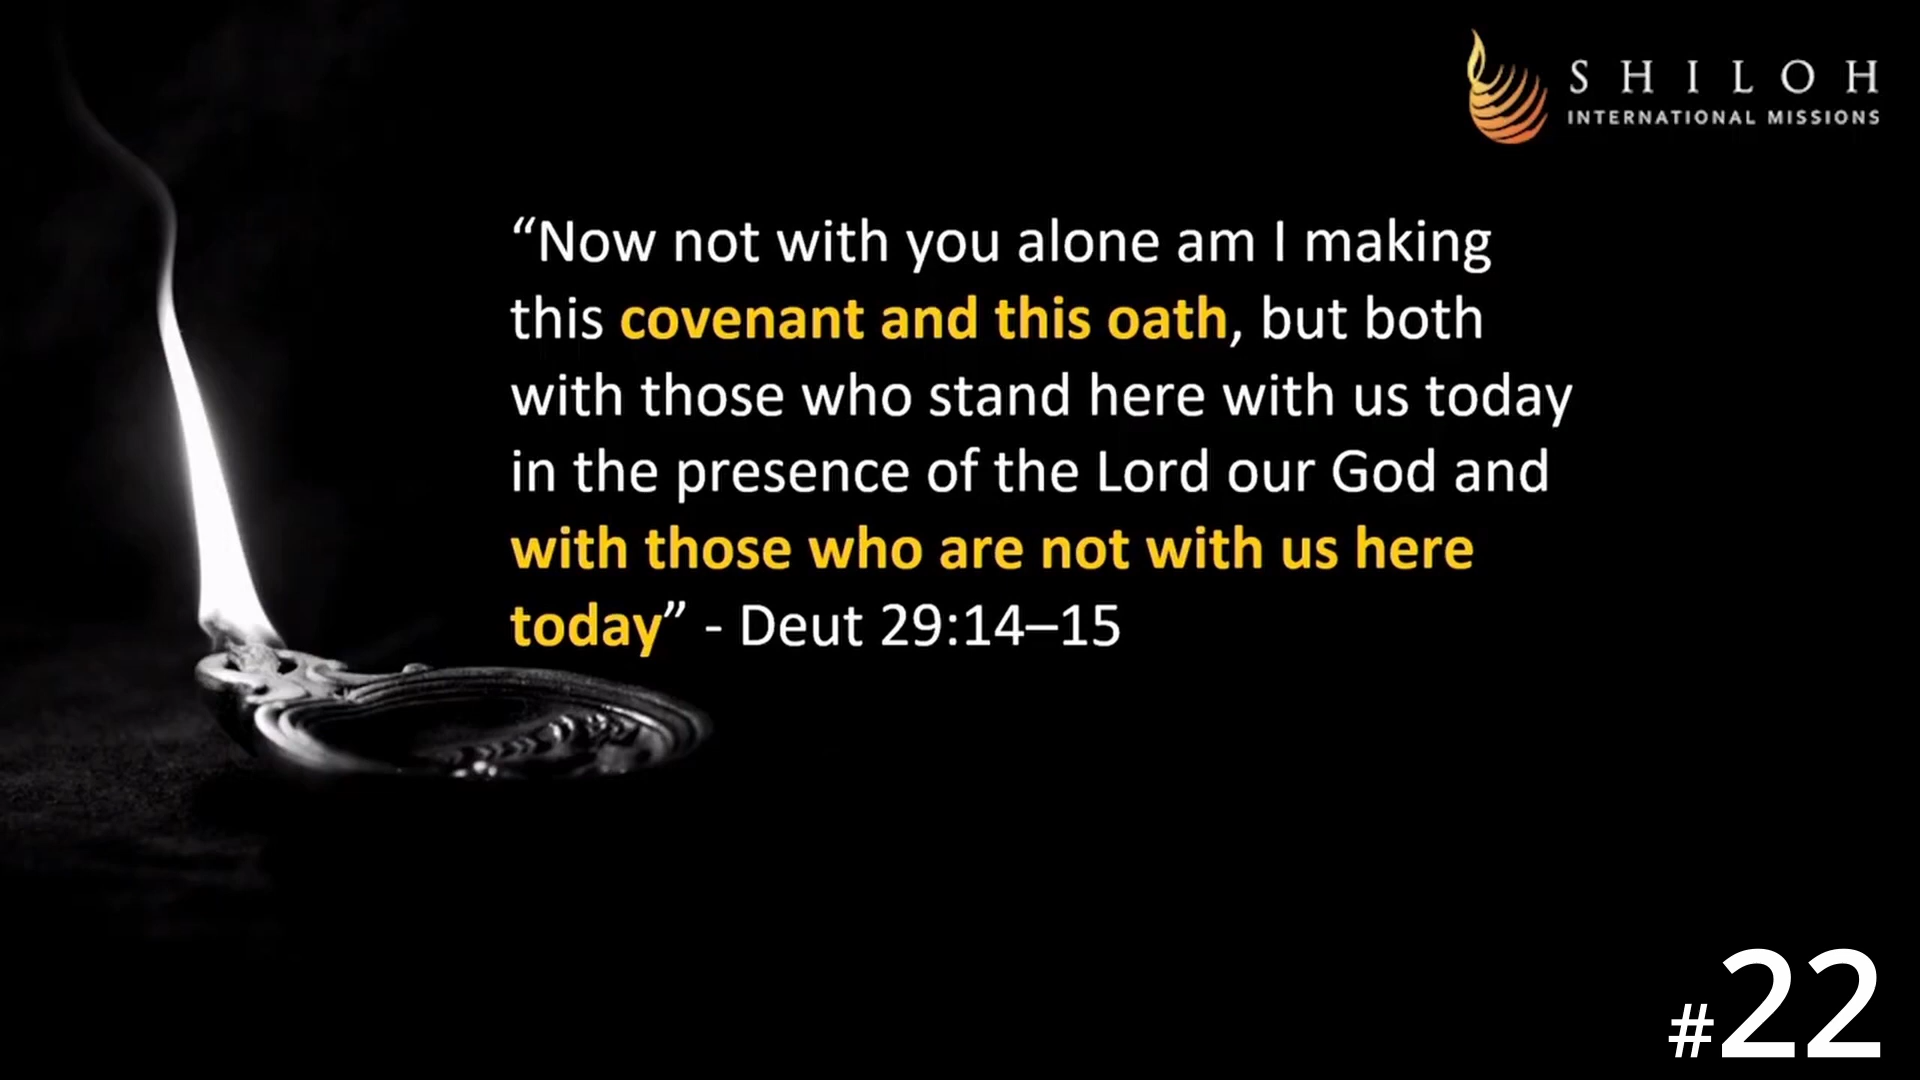 SHILOH
INTERNATIONAL MISSIONS
“Now not with you alone am I making
this covenant and this oath, but both
with those who stand here with us today
in the presence of the Lord our God and
with those who are not with us here
today” - Deut 29:14–15
#22